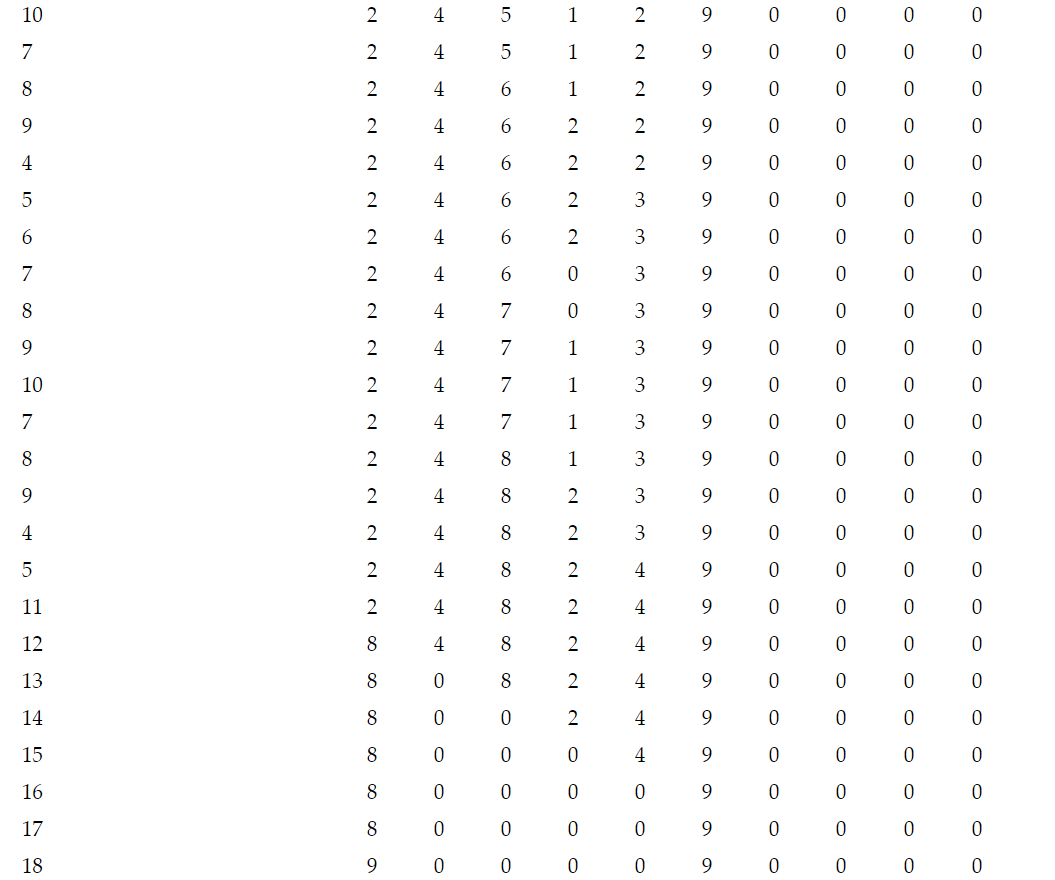 10 2 4 5 1 2 9 0 0 0 0
7 2 4 5 1 2 9 0 0 0 0
8 2 4 6 1 2 9 0 0 0 0
9 2 4 6 2 2 9 0 0 0 0
4 2 4 6 2 2 9 0 0 0 0
5 2 4 6 2 3 9 0 0 0 0
6 2 4 6 2 3 9 0 0 0 0
7 2 4 6 0 3 9 0 0 0 0
8 2 4 7 0 3 9 0 0 0 0
9 2 4 7 1 3 9 0 0 0 0
10 2 4 7 1 3 9 0 0 0 0
7 2 4 7 1 3 9 0 0 0 0
8 2 4 8 1 3 9 0 0 0 0
9 2 4 8 2 3 9 0 0 0 0
4 2 4 8 2 3 9 0 0 0 0
5 2 4 8 2 4 9 0 0 0 0
11 2 4 8 2 4 9 0 0 0 0
12 8 4 8 2 4 9 0 0 0 0
13 8 0 8 2 4 9 0 0 0 0
14 8 0 0 2 4 9 0 0 0 0
15 8 0 0 0 4 9 0 0 0 0
16 8 0 0 0 0 9 0 0 0 0
17 8 0 0 0 0 9 0 0 0 0
18 9 0 0 0 0 9 0 0 0 0